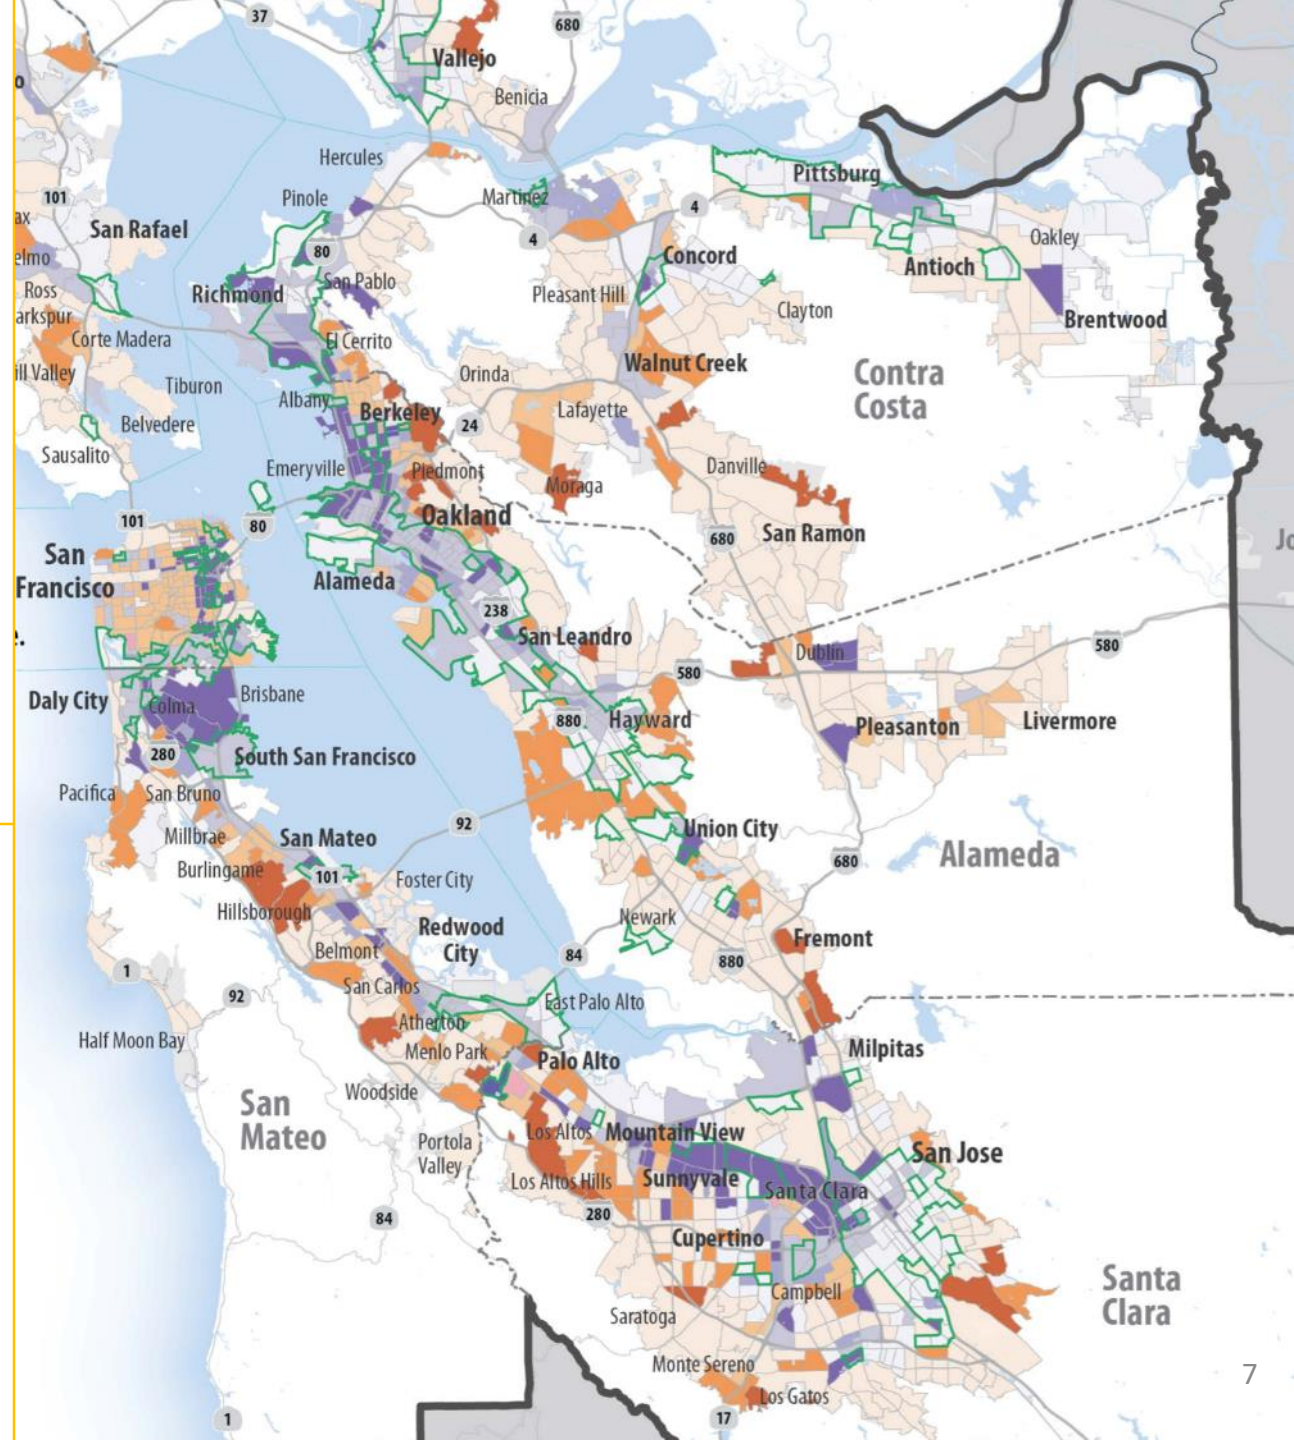 37
680
Vallejo
Benicia
Hercules
Pinole
Martinez
Pittsburg
101
San Rafael
80
4
4
Oakley
Concord
Antioch
elmo
Ross
Richmond
San Pablo
Pleasant Hill
Clayton
Brentwood
arkspur
Corte Madera
El Cerrito
Walnut Creek
ill Valley
Tiburon
Albany
Orinda
Contra
Costa
Belvedere
Berkeley
24
Lafayette
Sausalito
Emeryville
Piedmont
Moraga
Danville
101
80
Oakland
680
San Ramon
San
Francisco
Alameda
238
San Leandro
Dublin
580
580
Daly City
Colma
Brisbane
880
Hayward
Pleasanton
Livermore
280
South San Francisco
Pacifica
San Bruno
Millbrae
San Mateo
92
Union City
Alameda
680
Burlingame
101
Foster City
Hillsborough
Redwood
City
Newark
Fremont
Belmont
84
880
1
92
San Carlos
East Palo Alto
Half Moon Bay
Atherton
Menlo Park
Palo Alto
Milpitas
San
Mateo
Woodside
Los Altos
Mountain View
Portola
Valley
San Jose
Los Altos Hills
Sunnyvale
Santa Clara
84
280
Cupertino
Santa
Clara
Campbell
Saratoga
Monte Sereno
Los Gatos
7
1
17